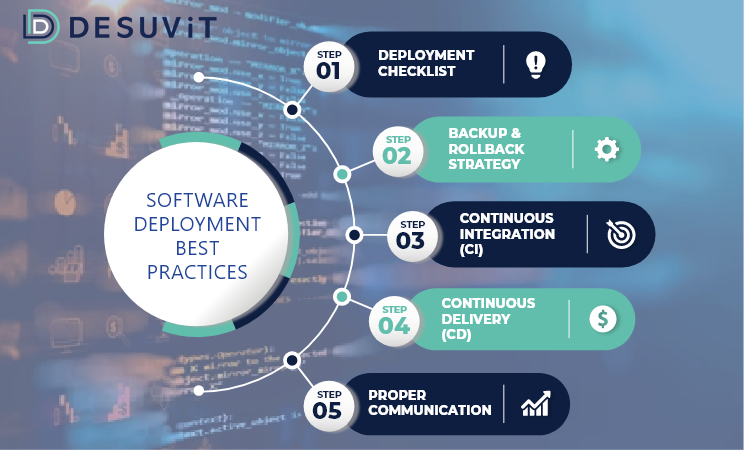 DESUViT
SOFTWARE
DEPLOYMENT
BEST
PRACTICES
STEP
01
DEPLOYMENT
CHECKLIST
STEP
02
BACKUP &
ROLLBACK
STRATEGY
STEP
03
CONTINUOUS
INTEGRATION
(CI)
STEP
04
CONTINUOUS
DELIVERY
(CD)
$
STEP
05
PROPER
COMMUNICATION